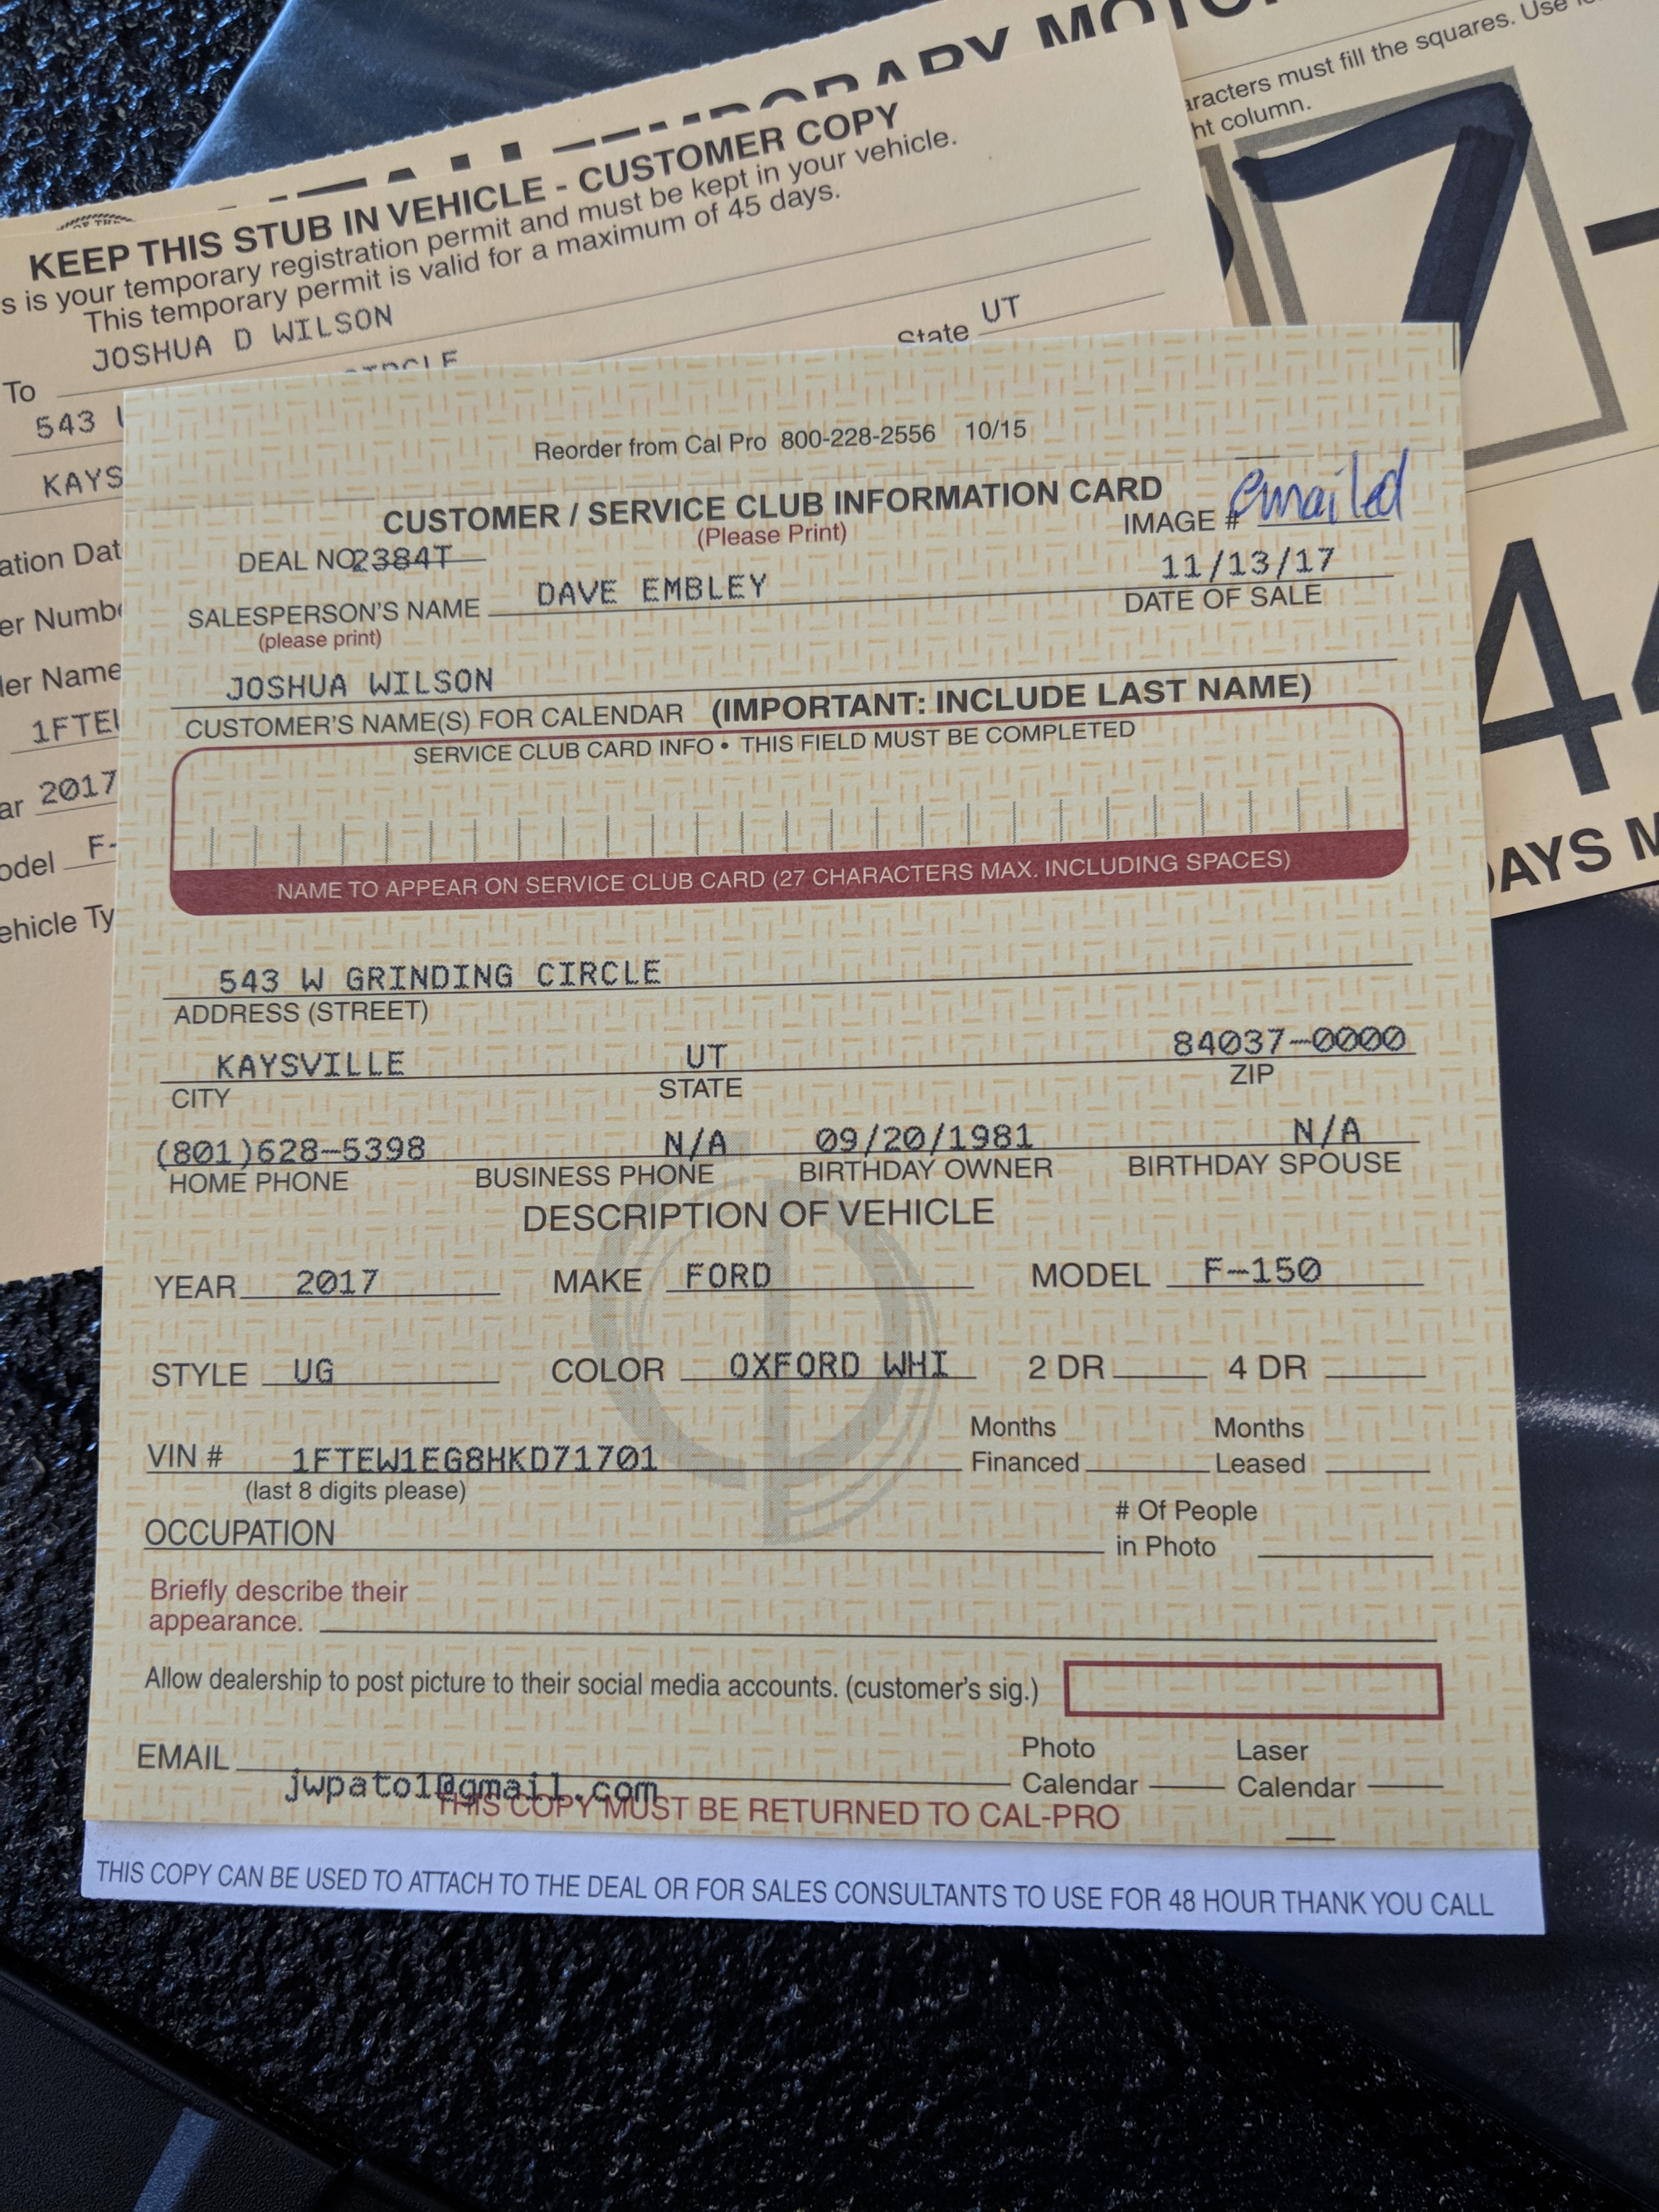 TEMPORARY MOTO
KEEP THIS STUB IN VEHICLE - CUSTOMER COPY
s is your temporary registration permit and must be kept in your vehicle.
This temporary permit is valid for a maximum of 45 days.
JOSHUA D WILSON
To
543
CIRCLE
State UT
KAYS
ation Dat
er Numbe
ler Name
1FTE
ar 2017
odel F-
ehicle Ty
aracters must fill the squares. Use
ht column.
7-
44
DAYS M
Reorder from Cal Pro 800-228-2556 10/15
CUSTOMER / SERVICE CLUB INFORMATION CARD
(Please Print)
IMAGE # emailed
DEAL NO. 2384T
SALESPERSON'S NAME DAVE EMBLEY
(please print)
11/13/17
DATE OF SALE
JOSHUA WILSON
CUSTOMER'S NAME(S) FOR CALENDAR (IMPORTANT: INCLUDE LAST NAME)
SERVICE CLUB CARD INFO • THIS FIELD MUST BE COMPLETED
NAME TO APPEAR ON SERVICE CLUB CARD (27 CHARACTERS MAX. INCLUDING SPACES)
543 W GRINDING CIRCLE
ADDRESS (STREET)
KAYSVILLE UT 84037-0000
CITY STATE ZIP
(801)628-5398 N/A 09/20/1981 N/A
HOME PHONE BUSINESS PHONE BIRTHDAY OWNER BIRTHDAY SPOUSE
DESCRIPTION OF VEHICLE
YEAR 2017 MAKE FORD MODEL F-150
STYLE UG COLOR OXFORD WHI 2 DR 4 DR
VIN # 1FTEW1EG8HKD71701
(last 8 digits please)
Months Financed
Months Leased
OCCUPATION
# Of People
in Photo
Briefly describe their
appearance.
Allow dealership to post picture to their social media accounts. (customer's sig.)
EMAIL jwpato1@gmail.com
Photo Calendar
Laser Calendar
THIS COPY MUST BE RETURNED TO CAL-PRO
THIS COPY CAN BE USED TO ATTACH TO THE DEAL OR FOR SALES CONSULTANTS TO USE FOR 48 HOUR THANK YOU CALL